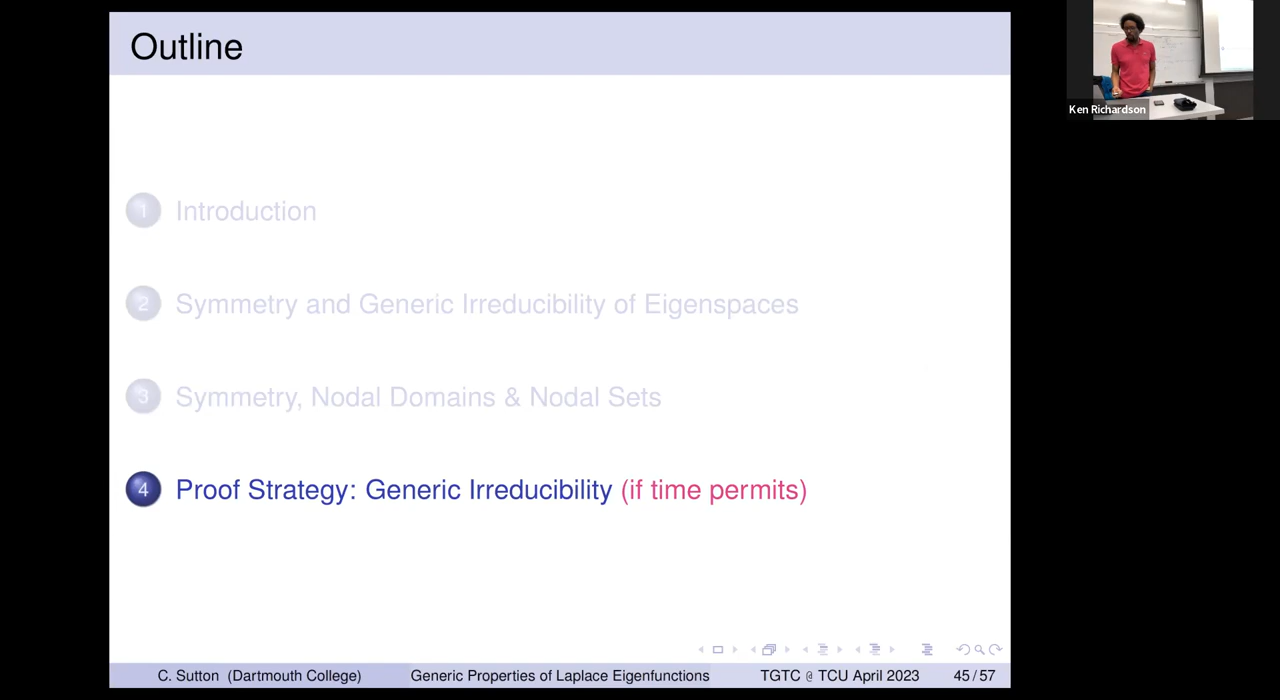 Outline
Ken Richardson
1 Introduction
2 Symmetry and Generic Irreducibility of Eigenspaces
3 Symmetry, Nodal Domains & Nodal Sets
4 Proof Strategy: Generic Irreducibility (if time permits)
C. Sutton (Dartmouth College) Generic Properties of Laplace Eigenfunctions TGTC @ TCU April 2023 45 / 57